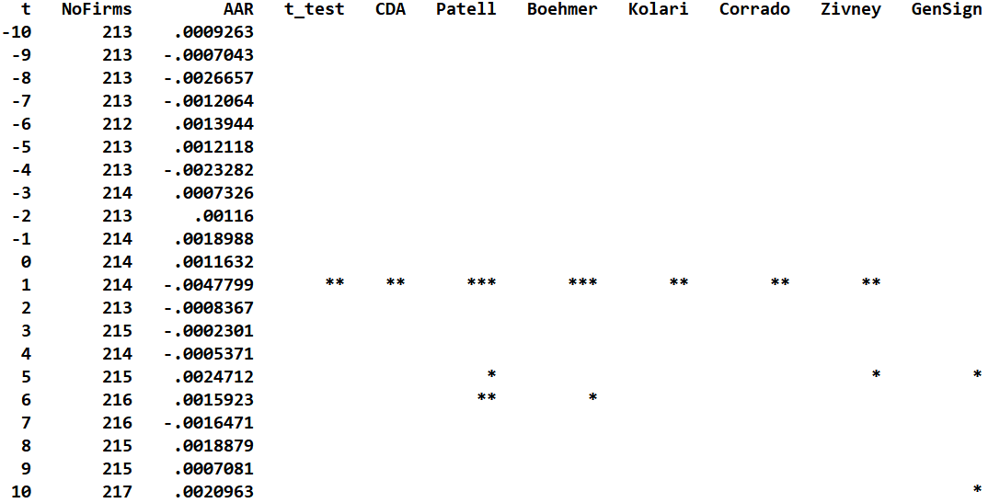 t NoFirms AAR t_test CDA Patell Boehmer Kolari Corrado Zivney GenSign
-10 213 .0009263
-9 213 -.0007043
-8 213 -.0026657
-7 213 -.0012064
-6 212 .0013944
-5 213 .0012118
-4 213 -.0023282
-3 214 .0007326
-2 213 .00116
-1 214 .0018988
0 214 .0011632
1 214 -.0047799 ** ** *** *** ** ** **
2 213 -.0008367
3 215 -.0002301
4 214 -.0005371
5 215 .0024712 * * *
6 216 .0015923 ** *
7 216 -.0016471
8 215 .0018879
9 215 .0007081
10 217 .0020963 *